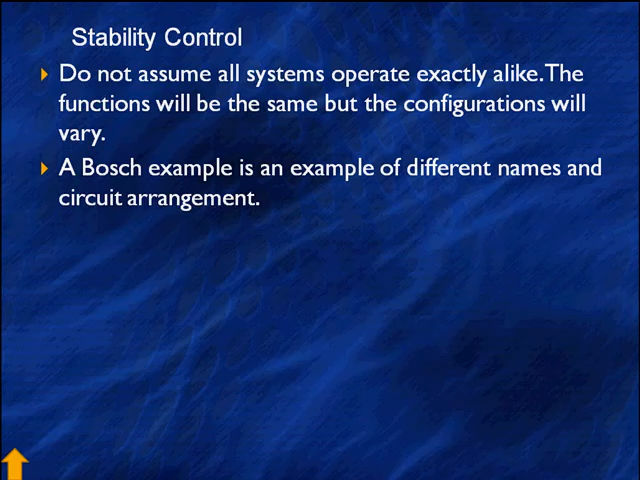 Stability Control
Do not assume all systems operate exactly alike. The
functions will be the same but the configurations will
vary.
A Bosch example is an example of different names and
circuit arrangement.